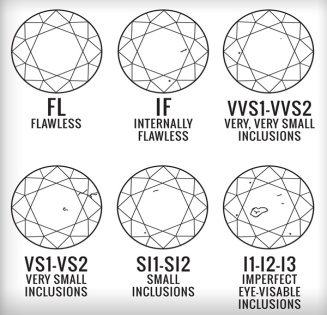 FL
FLAWLESS
IF
INTERNALLY
FLAWLESS
VVS1-VVS2
VERY, VERY SMALL
INCLUSIONS
VS1-VS2
VERY SMALL
INCLUSIONS
SI1-SI2
SMALL
INCLUSIONS
I1-I2-I3
IMPERFECT
EYE-VISABLE
INCLUSIONS